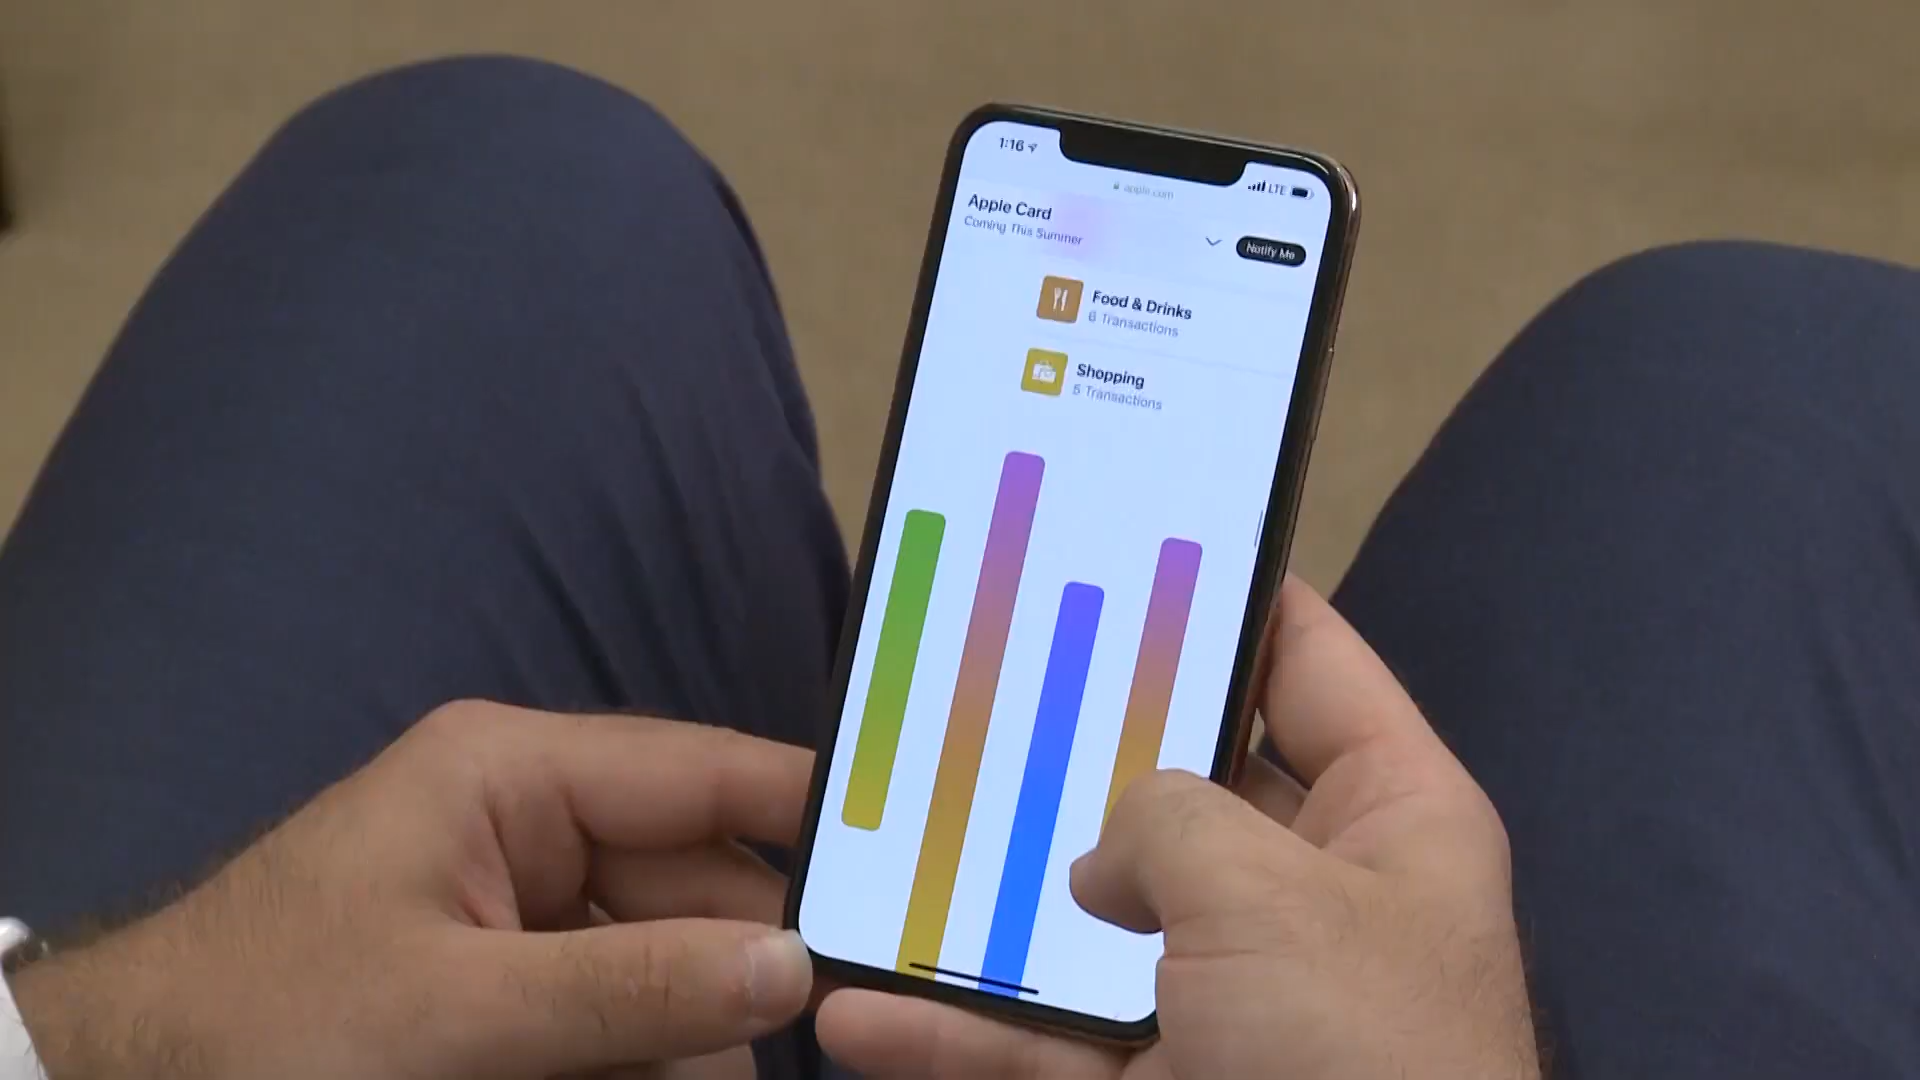 1:16
LTE
apple.com
Apple Card
Coming This Summer
Notify Me
Food & Drinks
6 Transactions
Shopping
5 Transactions